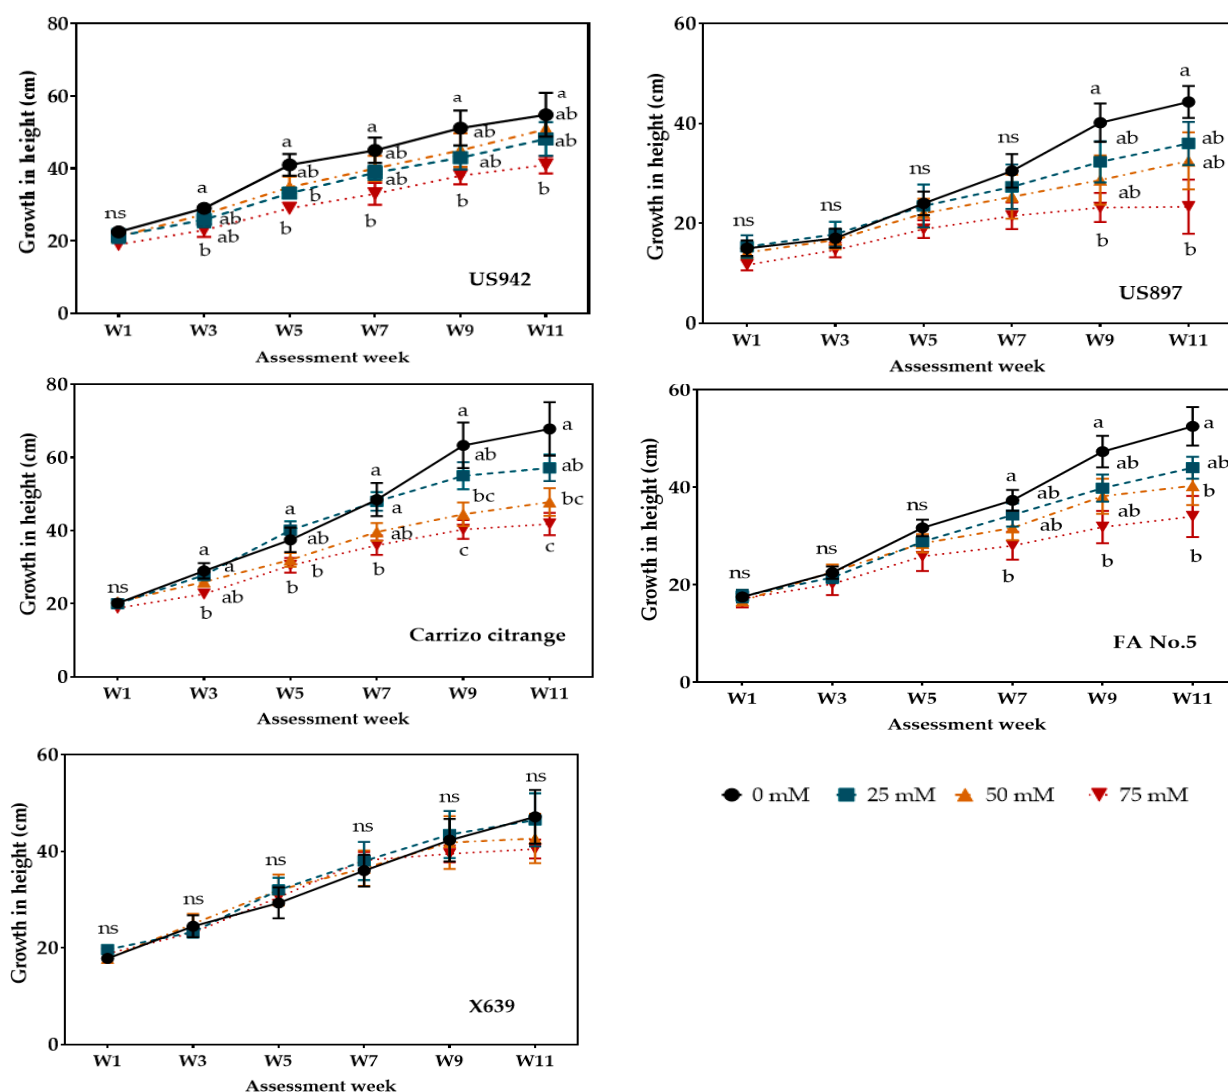 80
60
40
20
0
Growth in height (cm)
ns
a
ab
ab
b
a
ab
ab
b
a
ab
ab
b
a
ab
ab
b
a
ab
ab
b
US942
W1 W3 W5 W7 W9 W11
Assessment week
60
40
20
0
Growth in height (cm)
ns
ns
ns
ns
a
ab
ab
b
a
ab
ab
b
US897
W1 W3 W5 W7 W9 W11
Assessment week
80
60
40
20
0
Growth in height (cm)
ns
a
a
ab
b
a
ab
b
b
a
a
ab
b
a
ab
bc
c
a
ab
bc
c
Carrizo citrange
W1 W3 W5 W7 W9 W11
Assessment week
60
40
20
0
Growth in height (cm)
ns
ns
ns
a
ab
ab
b
a
ab
ab
b
a
ab
b
b
FA No.5
W1 W3 W5 W7 W9 W11
Assessment week
60
40
20
0
Growth in height (cm)
ns
ns
ns
ns
ns
ns
X639
W1 W3 W5 W7 W9 W11
Assessment week
0 mM 25 mM 50 mM 75 mM